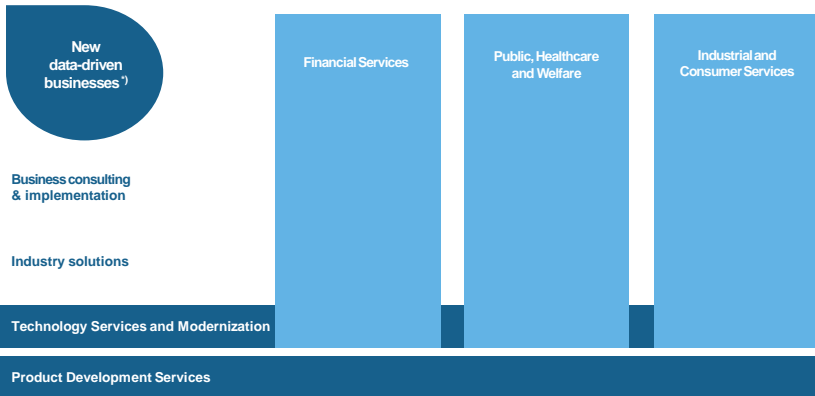 New
data-driven
businesses *)
Financial Services
Public, Healthcare
and Welfare
Industrial and
Consumer Services
Business consulting
& implementation
Industry solutions
Technology Services and Modernization
Product Development Services